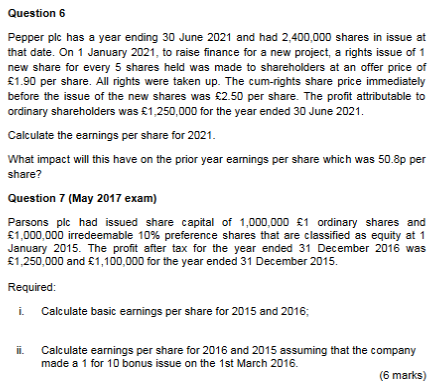 Question 6
Pepper plc has a year ending 30 June 2021 and had 2,400,000 shares in issue at
that date. On 1 January 2021, to raise finance for a new project, a rights issue of 1
new share for every 5 shares held was made to shareholders at an offer price of
£1.90 per share. All rights were taken up. The cum-rights share price immediately
before the issue of the new shares was £2.50 per share. The profit attributable to
ordinary shareholders was £1,250,000 for the year ended 30 June 2021.
Calculate the earnings per share for 2021.
What impact will this have on the prior year earnings per share which was 50.8p per
share?
Question 7 (May 2017 exam)
Parsons plc had issued share capital of 1,000,000 £1 ordinary shares and
£1,000,000 irredeemable 10% preference shares that are classified as equity at 1
January 2015. The profit after tax for the year ended 31 December 2016 was
£1,250,000 and £1,100,000 for the year ended 31 December 2015.
Required:
i. Calculate basic earnings per share for 2015 and 2016;
ii. Calculate earnings per share for 2016 and 2015 assuming that the company
made a 1 for 10 bonus issue on the 1st March 2016.
(6 marks)